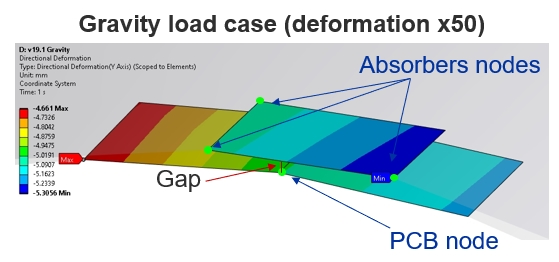 Gravity load case (deformation x50)
D: v19.1 Gravity
Directional Deformation
Type: Directional Deformation(Y Axis) (Scoped to Elements)
Unit: mm
Coordinate System
Time: 1 s
Absorbers nodes
-4.661 Max
-4.7326
-4.8042
-4.8759
-4.9475
-5.0191
-5.0907
-5.1623
-5.2339
-5.3056 Min
Max
Gap
Min
PCB node